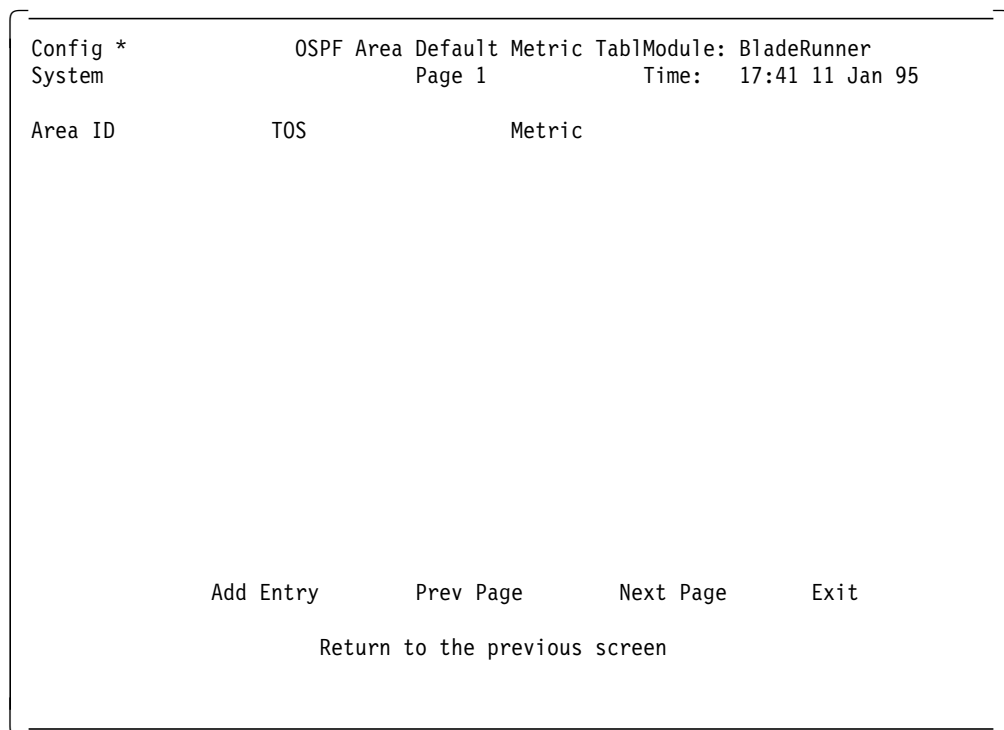 Config * OSPF Area Default Metric TablModule: BladeRunner
System Page 1 Time: 17:41 11 Jan 95
Area ID TOS Metric
Add Entry Prev Page Next Page Exit
Return to the previous screen